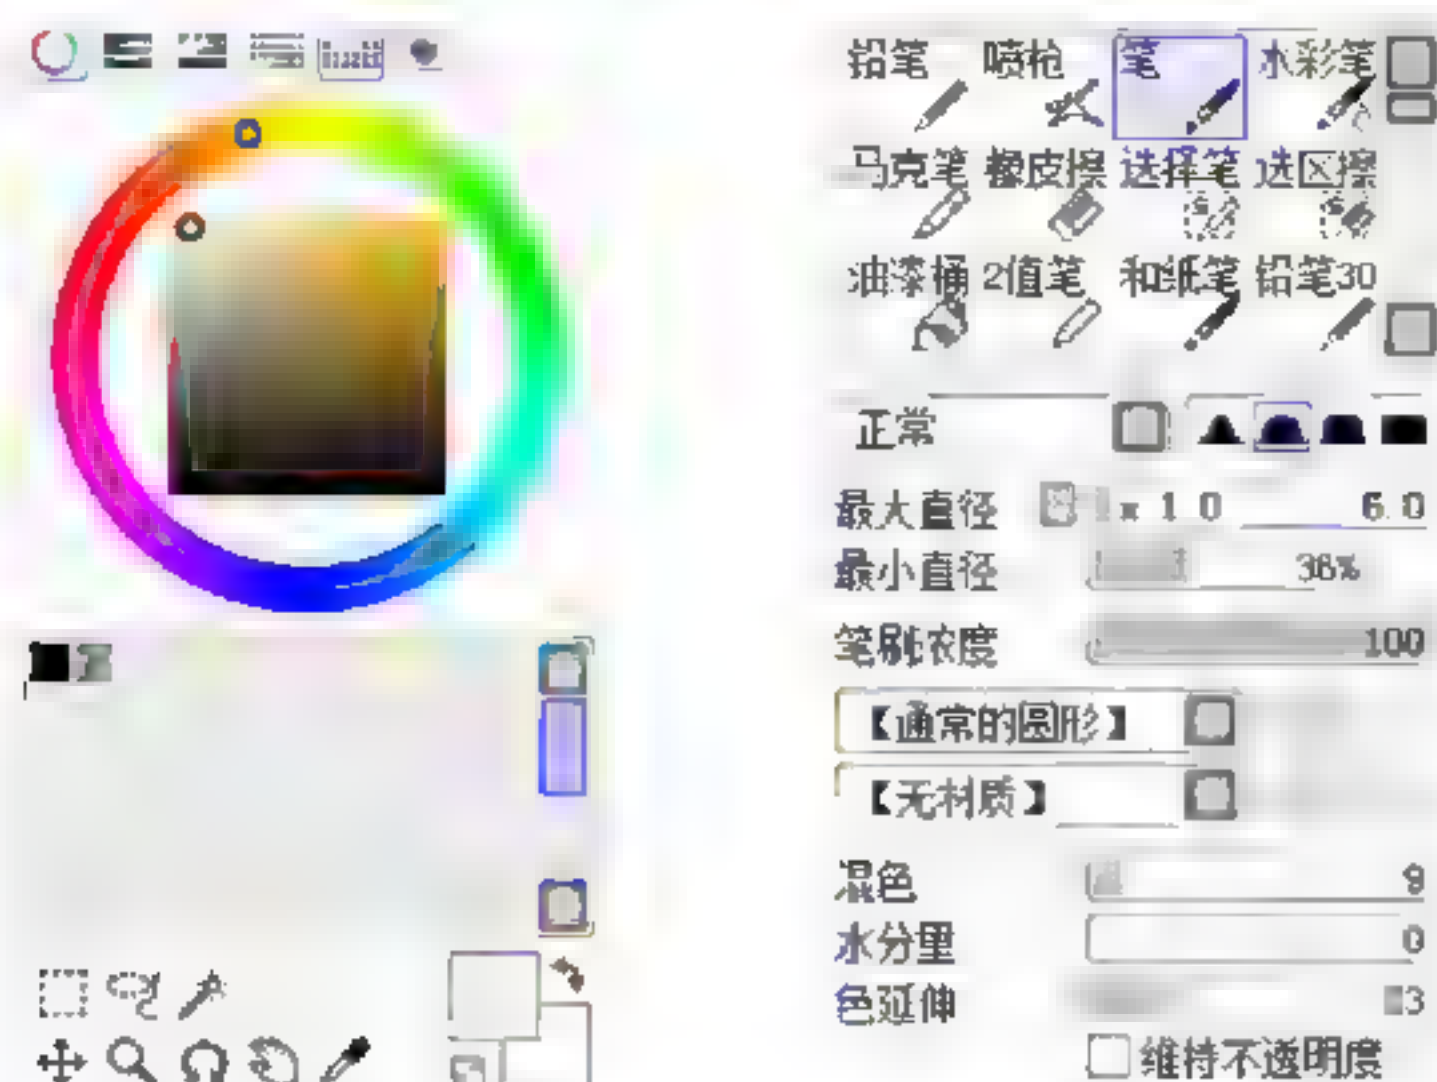 铅笔 喷枪 笔 水彩笔
马克笔 橡皮擦 选择笔 选区擦
油漆桶 2值笔 和纸笔 铅笔30
正常
最大直径 x 1 0 6.0
最小直径 36%
笔刷浓度 100
【通常的圆形】
【无材质】
混色 9
水分量 0
色延伸 3
维持不透明度